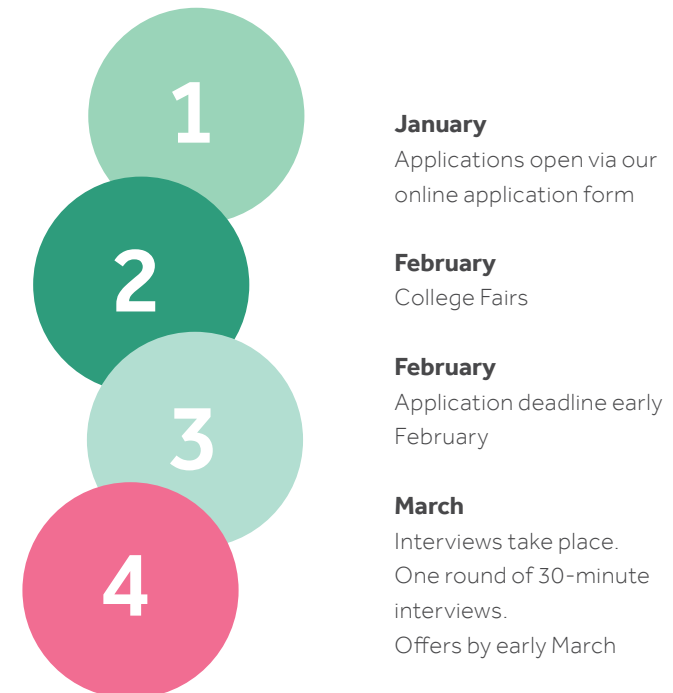 1
January
Applications open via our
online application form
2
February
College Fairs
3
February
Application deadline early
February
4
March
Interviews take place.
One round of 30-minute
interviews.
Offers by early March